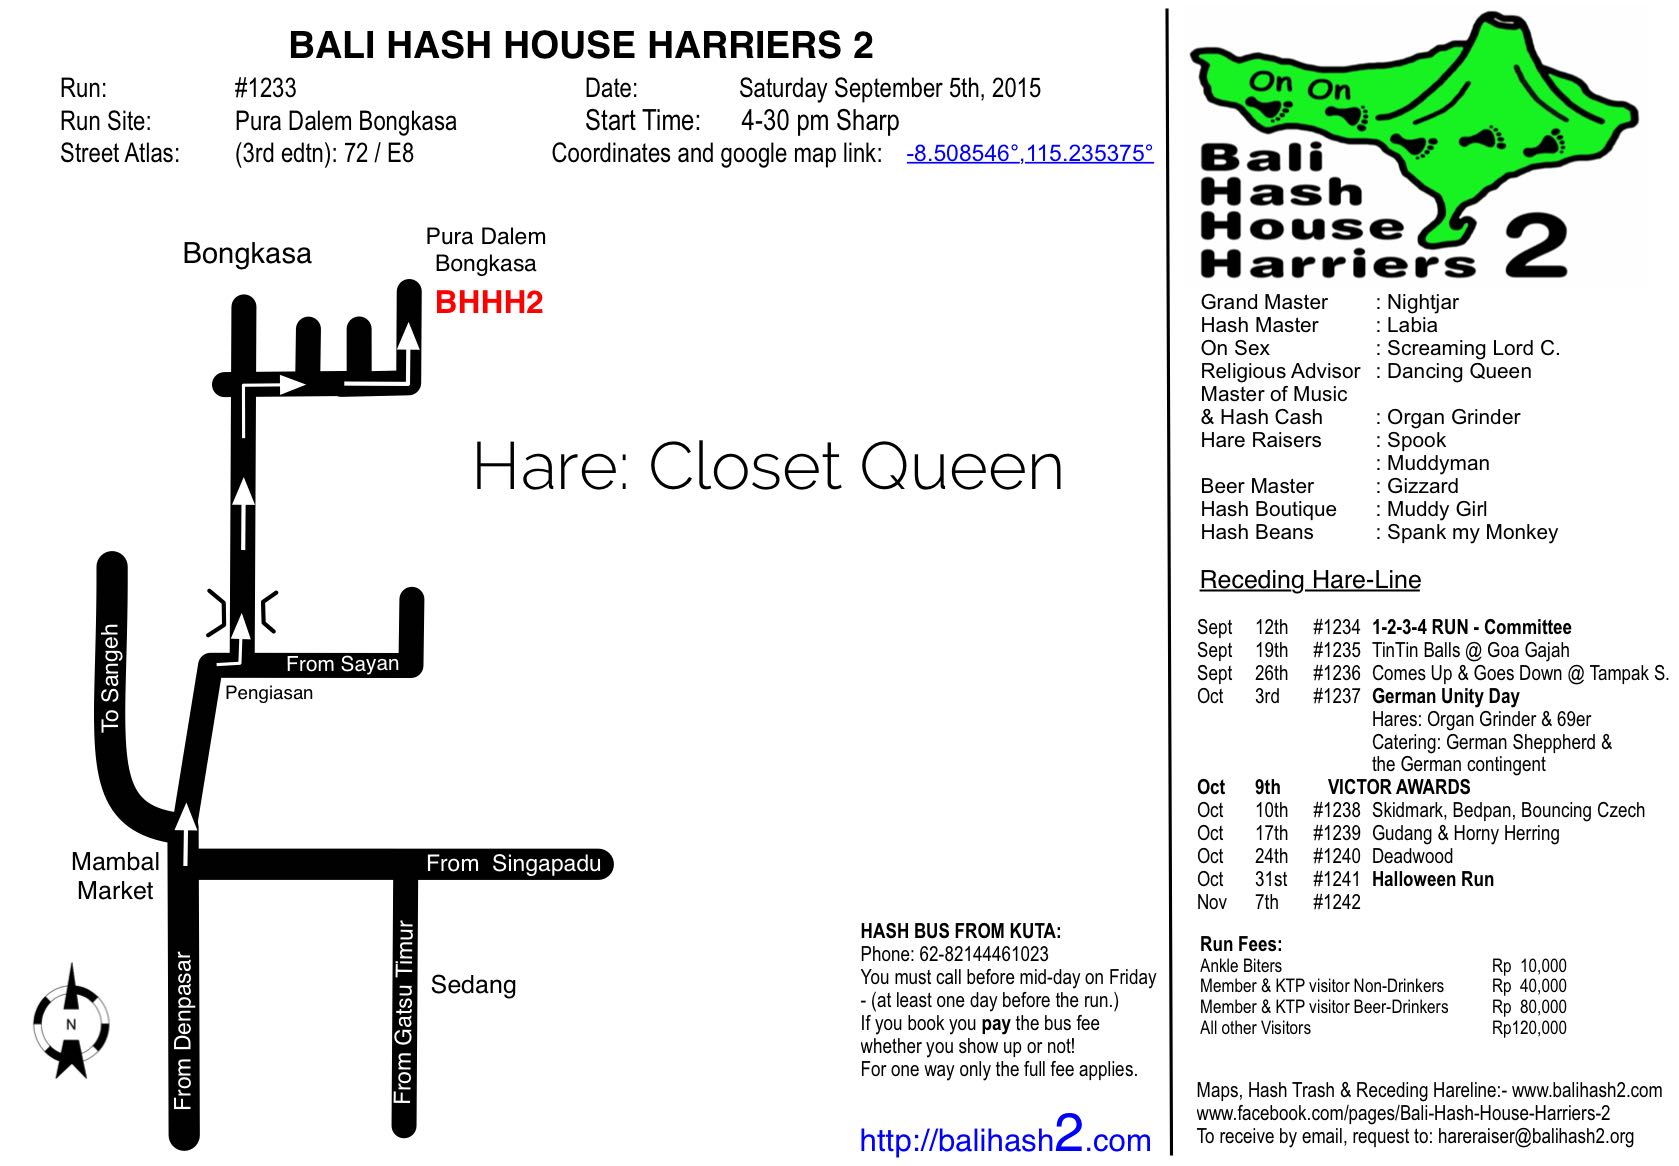 BALI HASH HOUSE HARRIERS 2
Run: #1233 Date: Saturday September 5th, 2015
Run Site: Pura Dalem Bongkasa Start Time: 4-30 pm Sharp
Street Atlas: (3rd edtn): 72 / E8 Coordinates and google map link: -8.508546°,115.235375°
Bongkasa
Pura Dalem
Bongkasa
BHHH2
Hare: Closet Queen
To Sangeh
From Sayan
Pengiasan
Mambal
Market
From Singapadu
From Denpasar
From Gatsu Timur
Sedang
N
HASH BUS FROM KUTA:
Phone: 62-82144461023
You must call before mid-day on Friday
- (at least one day before the run.)
If you book you pay the bus fee
whether you show up or not!
For one way only the full fee applies.
http://balihash2.com
On On
Bali
Hash
House
Harriers 2
Grand Master : Nightjar
Hash Master : Labia
On Sex : Screaming Lord C.
Religious Advisor : Dancing Queen
Master of Music
& Hash Cash : Organ Grinder
Hare Raisers : Spook
: Muddyman
Beer Master : Gizzard
Hash Boutique : Muddy Girl
Hash Beans : Spank my Monkey
Receding Hare-Line
Sept 12th #1234 1-2-3-4 RUN - Committee
Sept 19th #1235 TinTin Balls @ Goa Gajah
Sept 26th #1236 Comes Up & Goes Down @ Tampak S.
Oct 3rd #1237 German Unity Day
Hares: Organ Grinder & 69er
Catering: German Sheppherd &
the German contingent
Oct 9th VICTOR AWARDS
Oct 10th #1238 Skidmark, Bedpan, Bouncing Czech
Oct 17th #1239 Gudang & Horny Herring
Oct 24th #1240 Deadwood
Oct 31st #1241 Halloween Run
Nov 7th #1242
Run Fees:
Ankle Biters Rp 10,000
Member & KTP visitor Non-Drinkers Rp 40,000
Member & KTP visitor Beer-Drinkers Rp 80,000
All other Visitors Rp120,000
Maps, Hash Trash & Receding Hareline:- www.balihash2.com
www.facebook.com/pages/Bali-Hash-House-Harriers-2
To receive by email, request to: hareraiser@balihash2.org